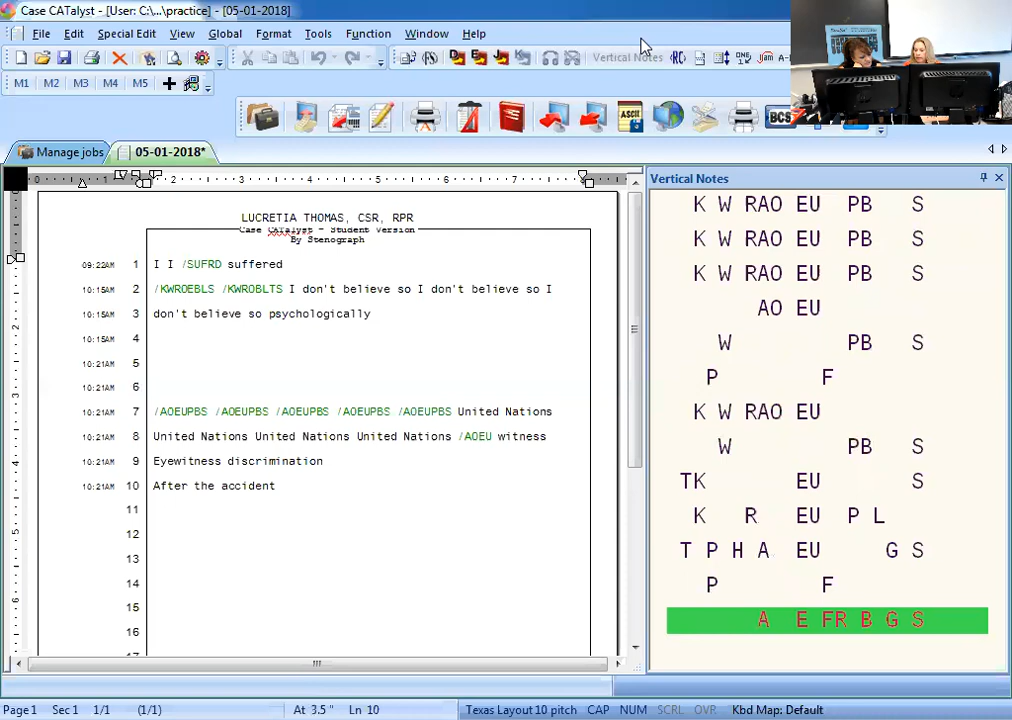 Case CATalyst - [User: C:\...\practice] - [05-01-2018]
File Edit Special Edit View Global Format Tools Function Window Help
Vertical Notes
M1 M2 M3 M4 M5
ASCII BCS
Manage jobs 05-01-2018*
Vertical Notes
LUCRETIA THOMAS, CSR, RPR
Case CATalyst - Student Version
By Stenograph
09:22AM 1 I I /SUFRD suffered
10:15AM 2 /KWROEBLS /KWROBLTS I don't believe so I don't believe so I
10:15AM 3 don't believe so psychologically
10:15AM 4
10:21AM 5
10:21AM 6
10:21AM 7 /AOEUPBS /AOEUPBS /AOEUPBS /AOEUPBS /AOEUPBS United Nations
10:21AM 8 United Nations United Nations United Nations /AOEU witness
10:21AM 9 Eyewitness discrimination
10:21AM 10 After the accident
11
12
13
14
15
16
K W RAO EU PB S
K W RAO EU PB S
K W RAO EU PB S
AO EU
W PB S
P F
K W RAO EU
W PB S
TK EU S
K R EU P L
T P H A EU G S
P F
A E FR B G S
Page 1 Sec 1 1/1 (1/1) At 3.5 " Ln 10 Texas Layout 10 pitch CAP NUM SCRL OVR Kbd Map: Default